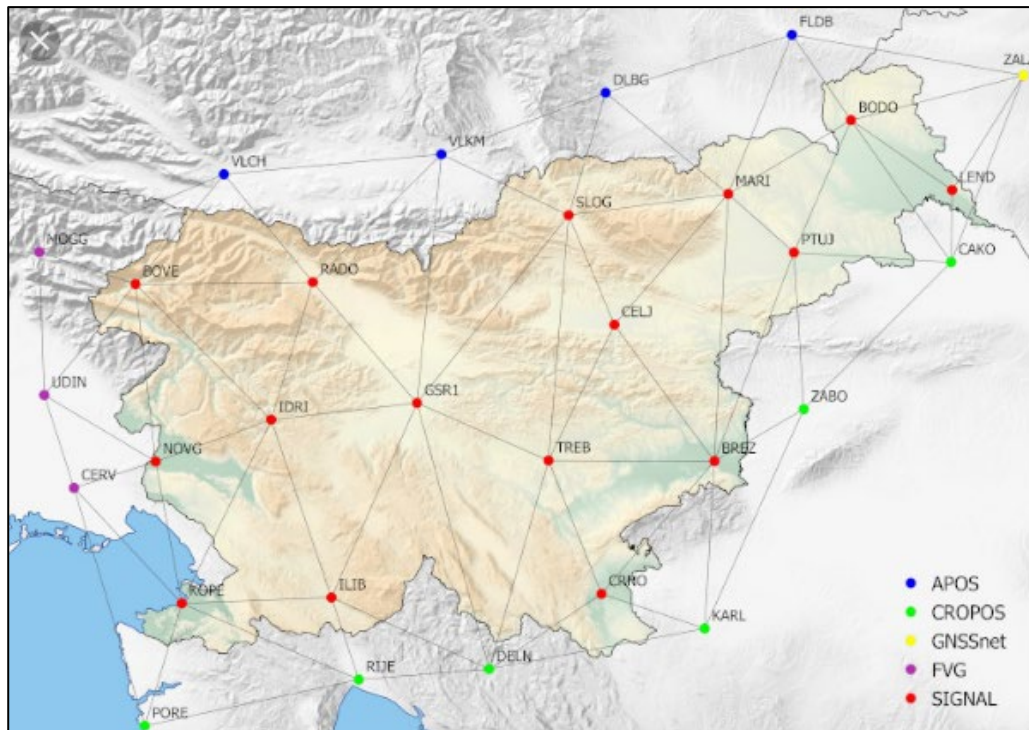 FLDB
ZALA
DLBG
BODO
VLKM
VLCH
LEND
MARI
SLOG
MOGG
PTUJ
CAKO
BOVE
RADO
CELJ
UDIN
GSR1
ZABO
IDRI
NOVG
TREB
BREZ
CERV
CRNO
APOS
KOPE
ILIB
CROPOS
KARL
GNSSnet
RIJE
DELN
FVG
SIGNAL
PORE